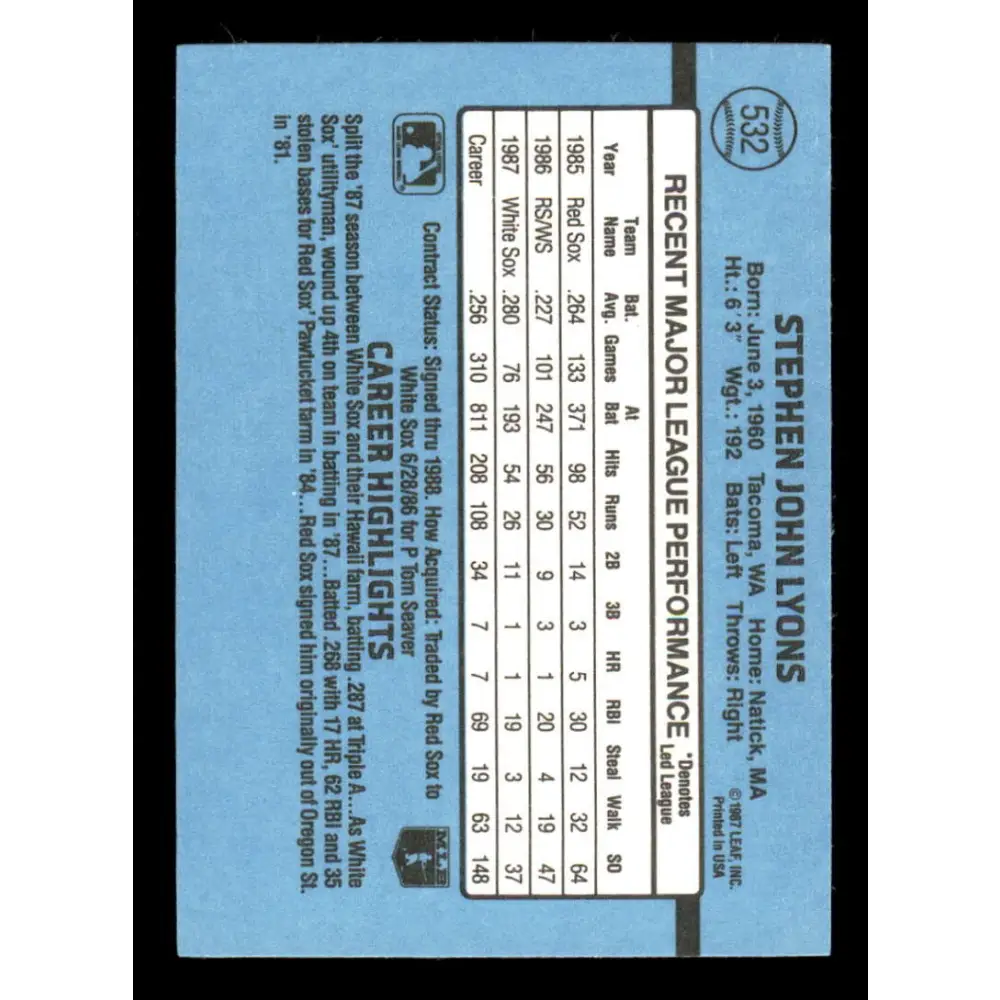 532
STEPHEN JOHN LYONS
Born: June 3, 1960 Tacoma, WA Home: Natick, MA
Ht.: 6'3" Wgt.: 192 Bats: Left Throws: Right
©1987 LEAF, INC.
Printed in USA
RECENT MAJOR LEAGUE PERFORMANCE *Denotes Led League
Year Team Name Bat. Avg. Games At Bat Hits Runs 2B 3B HR RBI Steal Walk SO
1985 Red Sox .264 133 371 98 52 14 3 5 30 12 32 64
1986 RS/WS .227 101 247 56 30 9 3 1 20 4 19 47
1987 White Sox .280 76 193 54 26 11 1 1 19 3 12 37
Career .256 310 811 208 108 34 7 7 69 19 63 148
Contract Status: Signed thru 1988. How Acquired: Traded by Red Sox to
White Sox 6/28/86 for P Tom Seaver
MLB
CAREER HIGHLIGHTS
Split the '87 season between White Sox and their Hawaii farm, batting .287 at Triple A...As White
Sox' utilityman, wound up 4th on team in batting in '87...Batted .268 with 17 HR, 62 RBI and 35
stolen bases for Red Sox' Pawtucket farm in '84...Red Sox signed him originally out of Oregon St.
in '81.